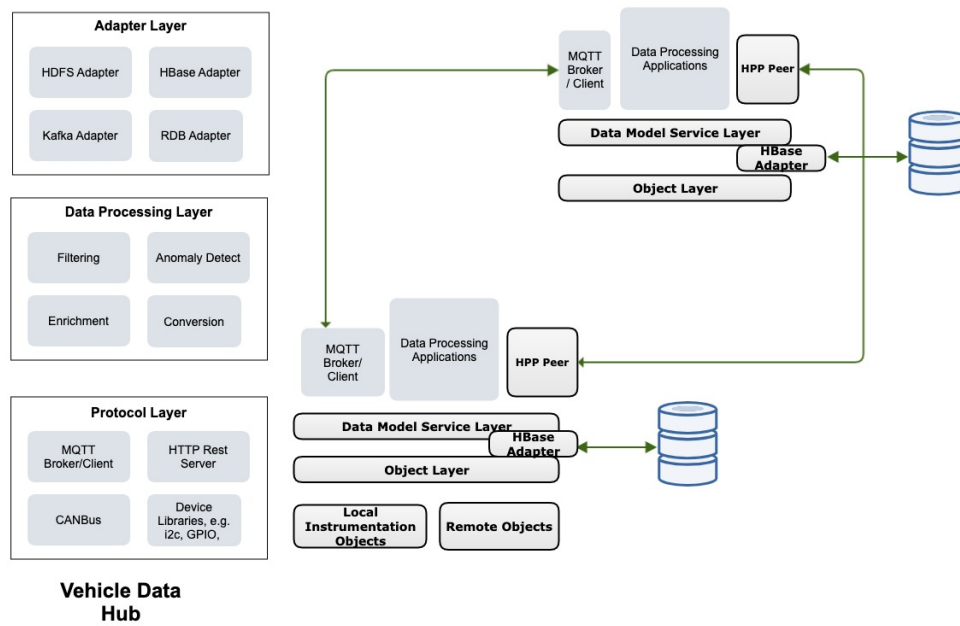 Adapter Layer
HDFS Adapter
HBase Adapter
Kafka Adapter
RDB Adapter
Data Processing Layer
Filtering
Anomaly Detect
Enrichment
Conversion
Protocol Layer
MQTT
Broker/Client
HTTP Rest
Server
CANBus
Device
Libraries, e.g.
i2c, GPIO,
Vehicle Data
Hub
MQTT
Broker
/ Client
Data Processing
Applications
HPP Peer
Data Model Service Layer
HBase
Adapter
Object Layer
MQTT
Broker/
Client
Data Processing
Applications
HPP Peer
Data Model Service Layer
HBase
Adapter
Object Layer
Local
Instrumentation
Objects
Remote Objects